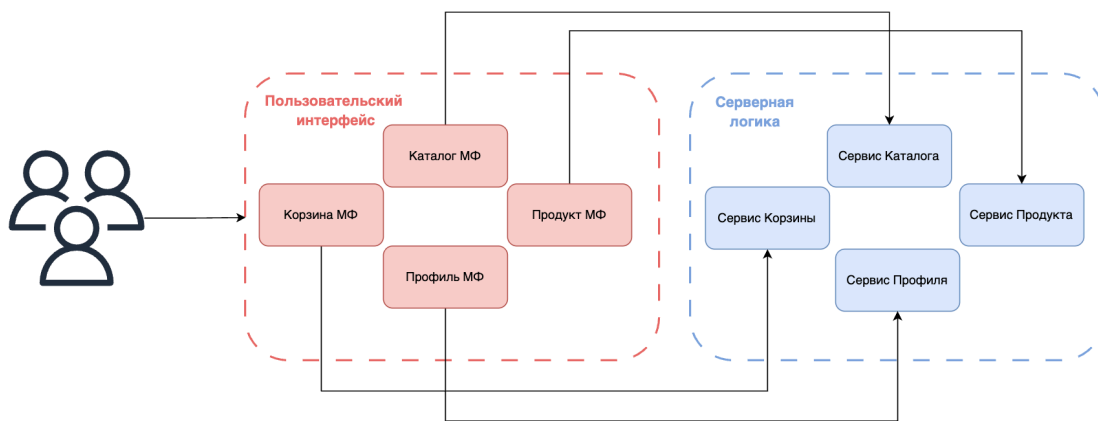 Пользовательский
интерфейс
Каталог МФ
Корзина МФ
Продукт МФ
Профиль МФ
Серверная
логика
Сервис Каталога
Сервис Корзины
Сервис Продукта
Сервис Профиля